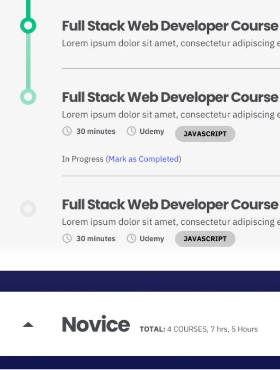 Full Stack Web Developer Course
Lorem ipsum dolor sit amet, consectetur adipiscing e
Full Stack Web Developer Course
Lorem ipsum dolor sit amet, consectetur adipiscing e
30 minutes Udemy JAVASCRIPT
In Progress (Mark as Completed)
Full Stack Web Developer Course
Lorem ipsum dolor sit amet, consectetur adipiscing e
30 minutes Udemy JAVASCRIPT
Novice TOTAL: 4 COURSES, 7 hrs, 5 Hours